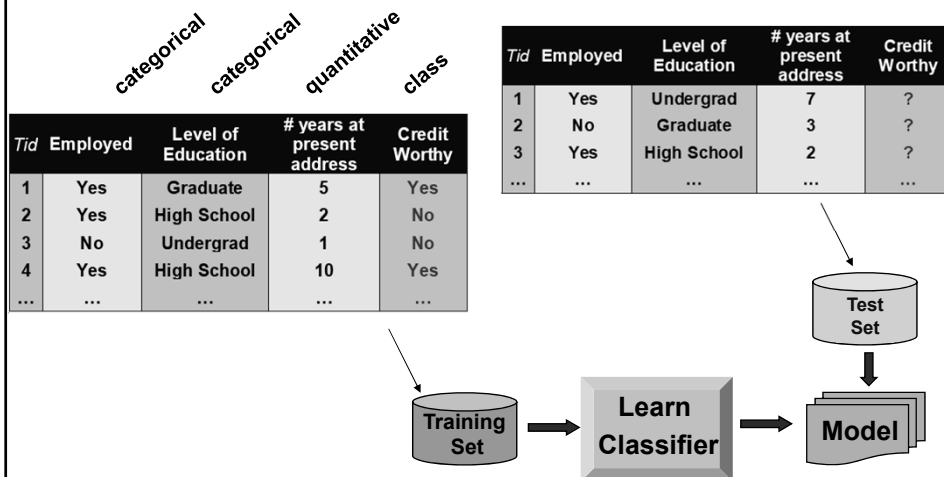 categorical
categorical
quantitative
class
Tid Employed Level of Education # years at present address Credit Worthy
1 Yes Graduate 5 Yes
2 Yes High School 2 No
3 No Undergrad 1 No
4 Yes High School 10 Yes
... ... ... ... ...
Tid Employed Level of Education # years at present address Credit Worthy
1 Yes Undergrad 7 ?
2 No Graduate 3 ?
3 Yes High School 2 ?
... ... ... ... ...
Test
Set
Training
Set
Learn
Classifier
Model